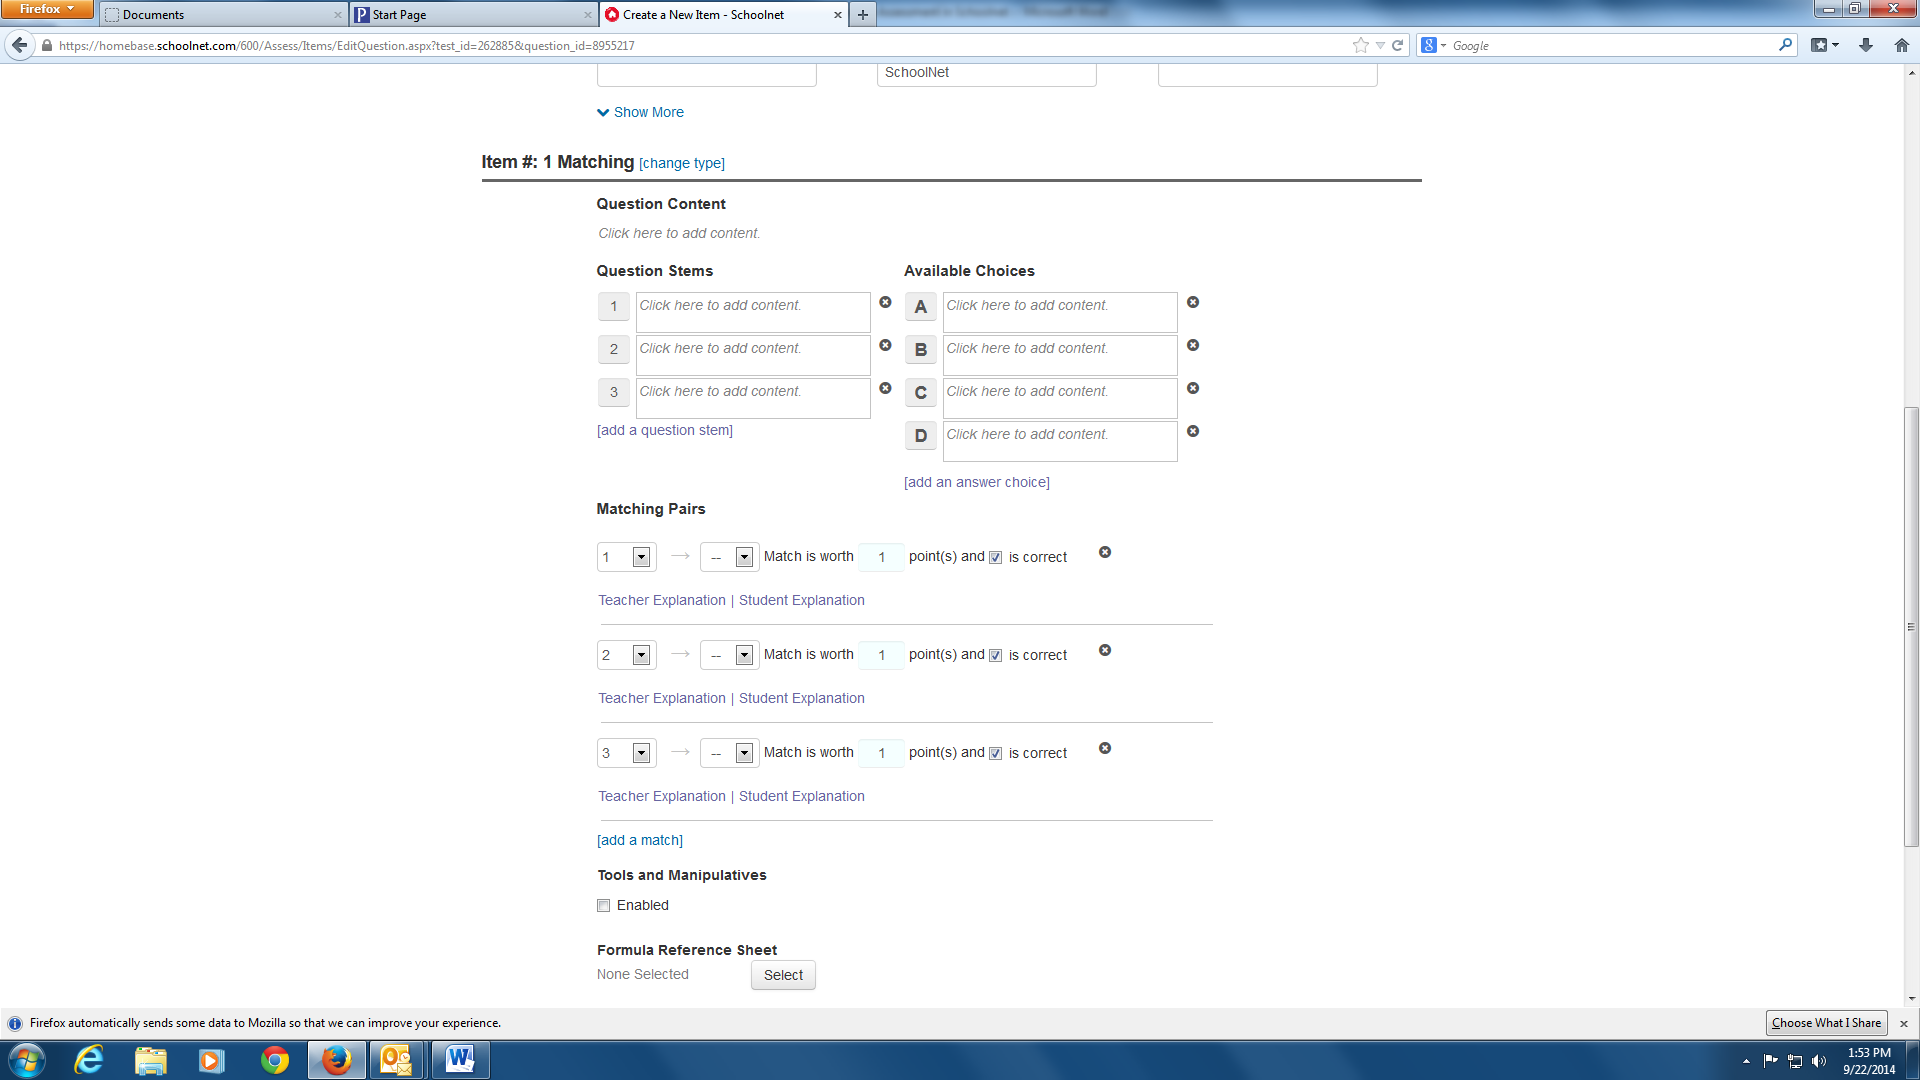 Firefox
Documents
Start Page
Create a New Item - Schoolnet
https://homebase.schoolnet.com/600/Assess/Items/EditQuestion.aspx?test_id=262885&question_id=8955217
Google
SchoolNet
Show More
Item #: 1 Matching [change type]
Question Content
Click here to add content.
Question Stems Available Choices
1 Click here to add content. A Click here to add content.
2 Click here to add content. B Click here to add content.
3 Click here to add content. C Click here to add content.
[add a question stem] D Click here to add content.
[add an answer choice]
Matching Pairs
1 -- Match is worth 1 point(s) and is correct
Teacher Explanation | Student Explanation
2 -- Match is worth 1 point(s) and is correct
Teacher Explanation | Student Explanation
3 -- Match is worth 1 point(s) and is correct
Teacher Explanation | Student Explanation
[add a match]
Tools and Manipulatives
Enabled
Formula Reference Sheet
None Selected Select
Firefox automatically sends some data to Mozilla so that we can improve your experience. Choose What I Share
1:53 PM
9/22/2014